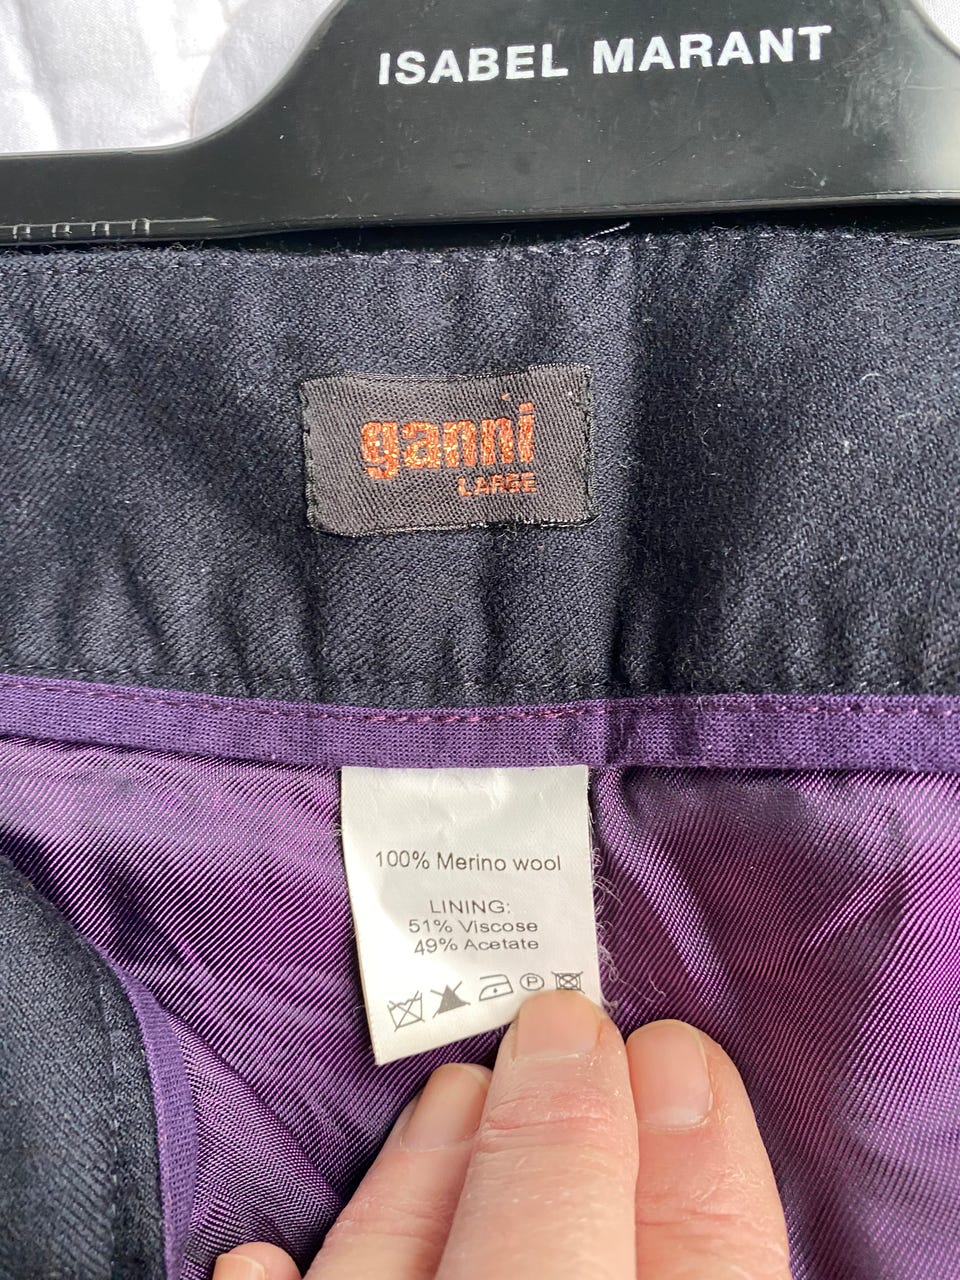 ISABEL MARANT
ganni
LARGE
100% Merino wool
LINING:
51% Viscose
49% Acetate
P